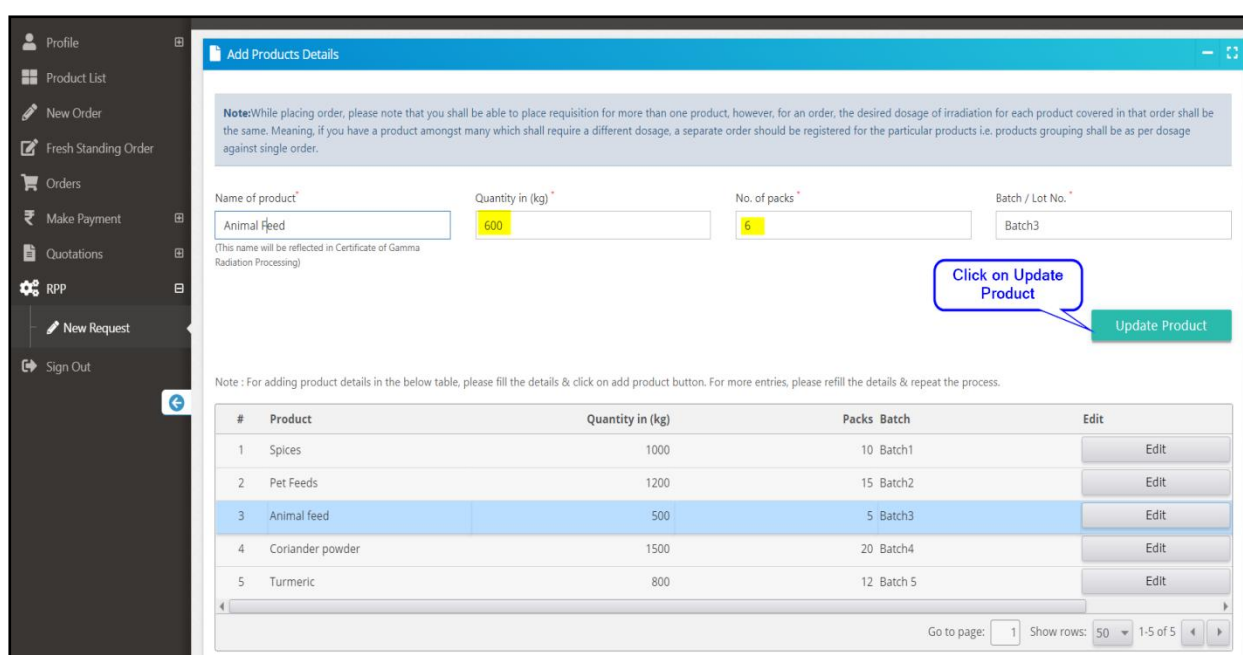 Profile
Product List
New Order
Fresh Standing Order
Orders
Make Payment
Quotations
RPP
New Request
Sign Out
Add Products Details
Note:While placing order, please note that you shall be able to place requisition for more than one product, however, for an order, the desired dosage of irradiation for each product covered in that order shall be
the same. Meaning, if you have a product amongst many which shall require a different dosage, a separate order should be registered for the particular products i.e. products grouping shall be as per dosage
against single order.
Name of product* Quantity in (kg) * No. of packs * Batch / Lot No. *
Animal Feed 600 6 Batch3
(This name will be reflected in Certificate of Gamma
Radiation Processing)
Click on Update
Product
Update Product
Note : For adding product details in the below table, please fill the details & click on add product button. For more entries, please refill the details & repeat the process.
# Product Quantity in (kg) Packs Batch Edit
1 Spices 1000 10 Batch1 Edit
2 Pet Feeds 1200 15 Batch2 Edit
3 Animal feed 500 5 Batch3 Edit
4 Coriander powder 1500 20 Batch4 Edit
5 Turmeric 800 12 Batch 5 Edit
Go to page: 1 Show rows: 50 1-5 of 5